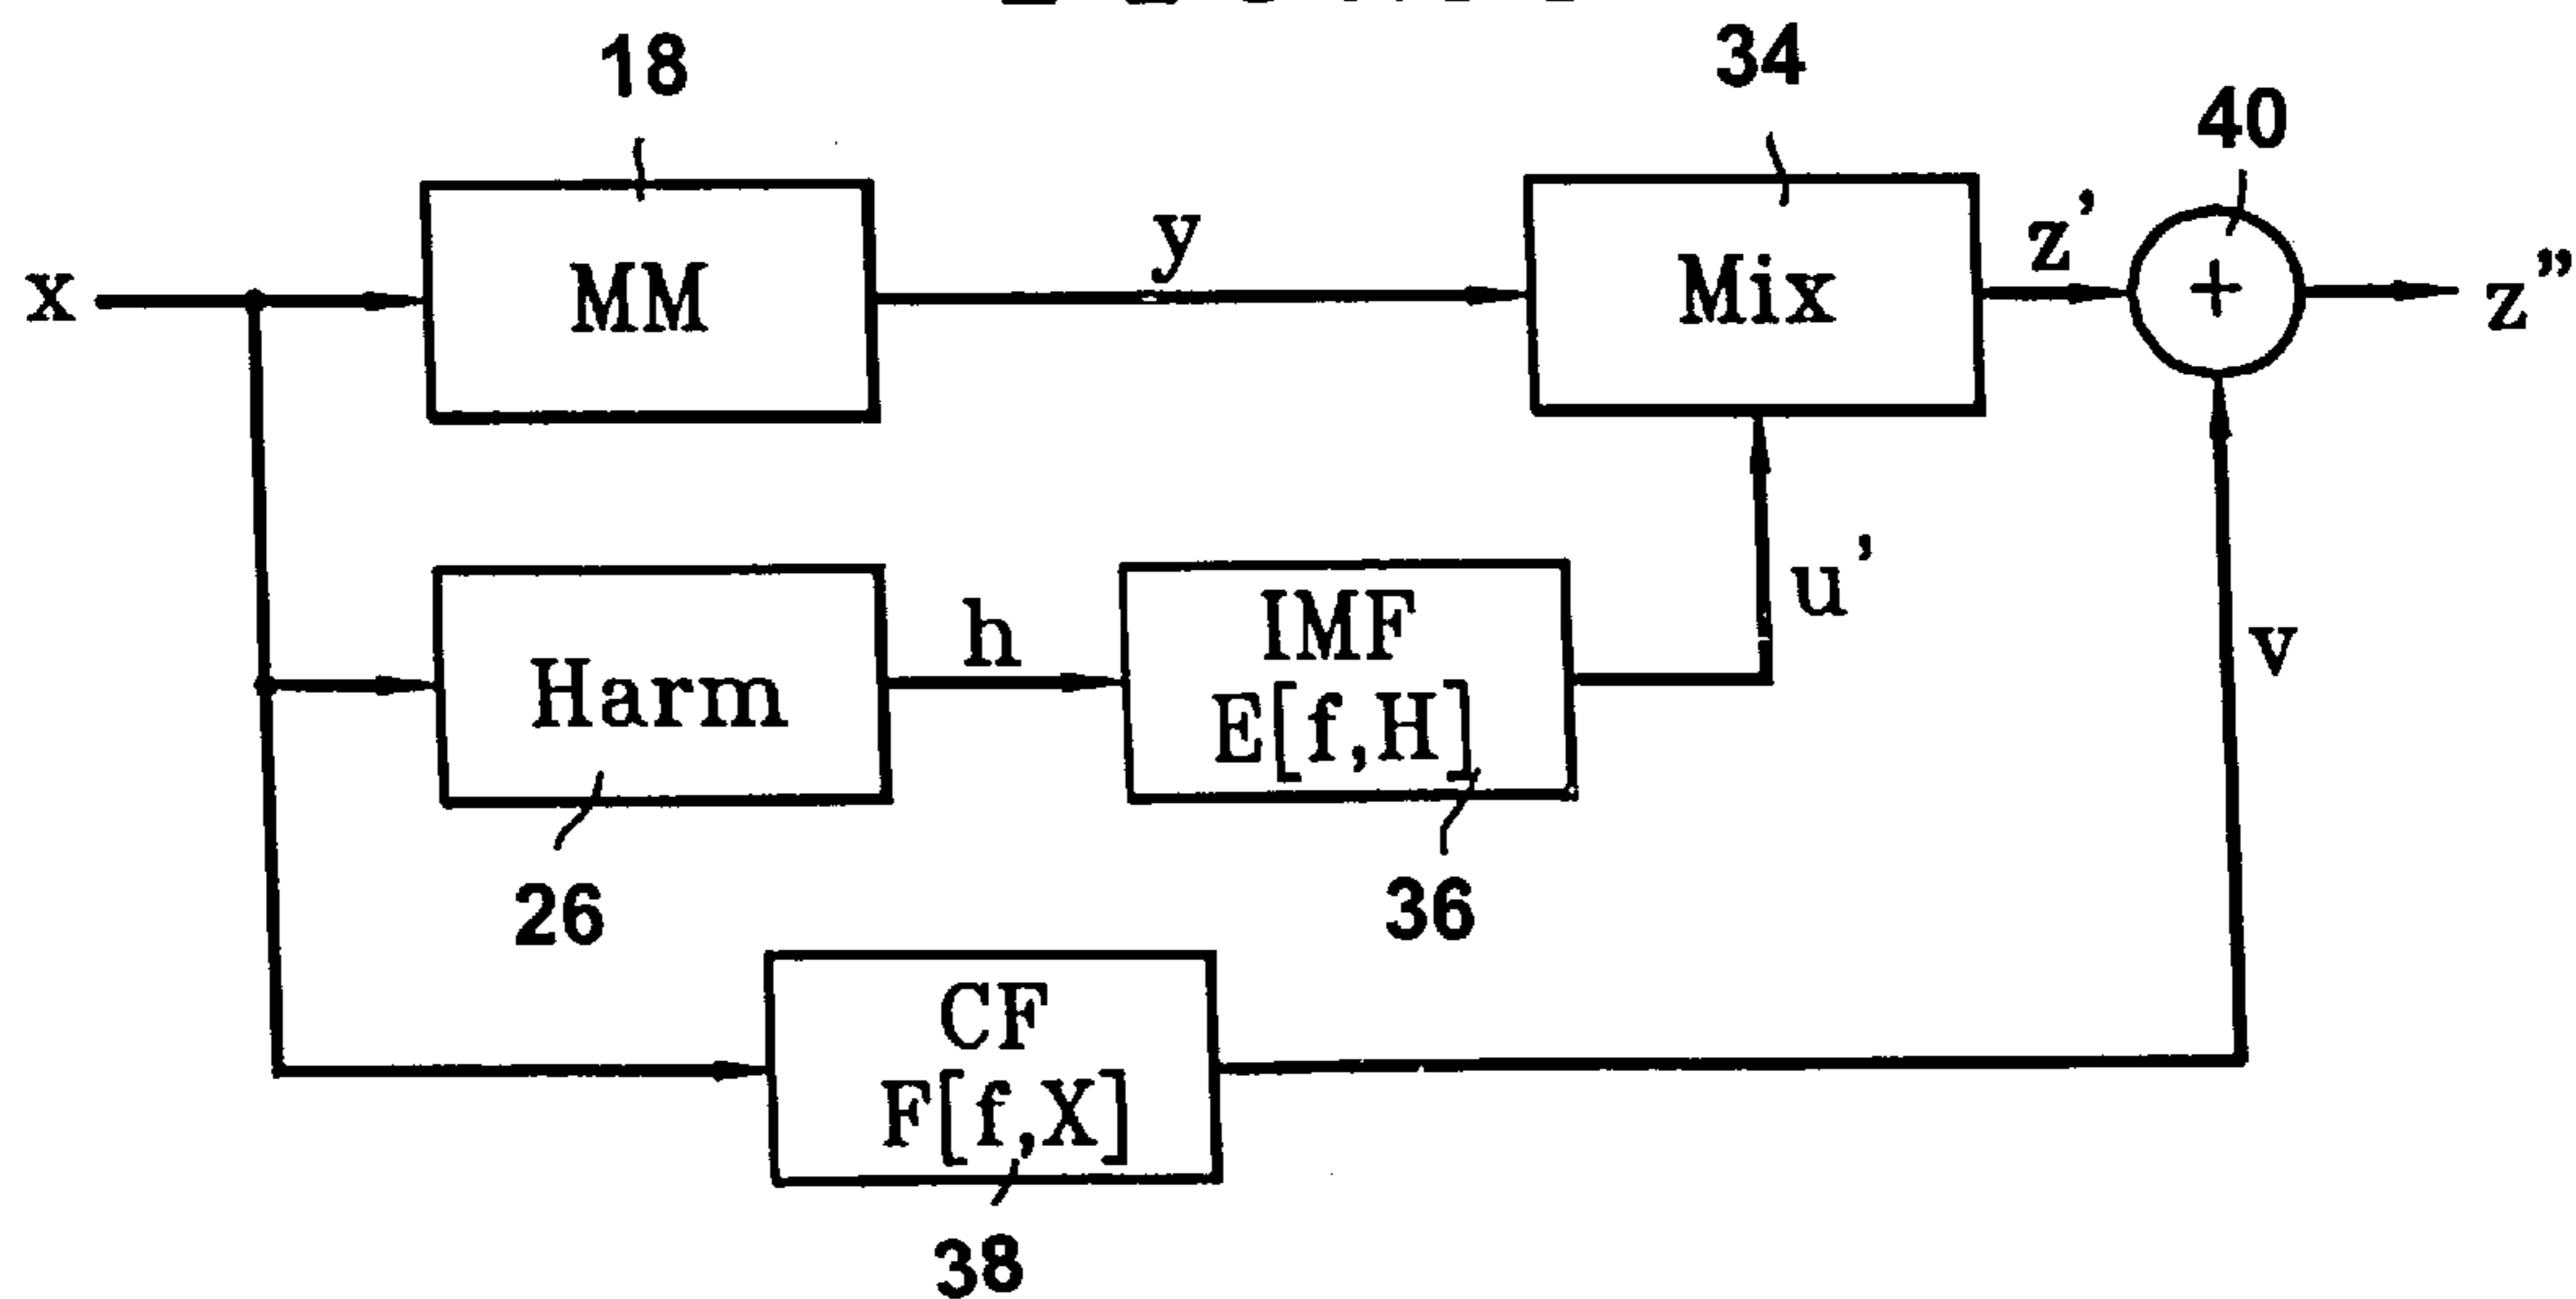 18
34
40
x
MM
y
Mix
z'
+
z”
Harm
h
IMF
E[f,H]
u'
v
26
36
CF
F[f,X]
38